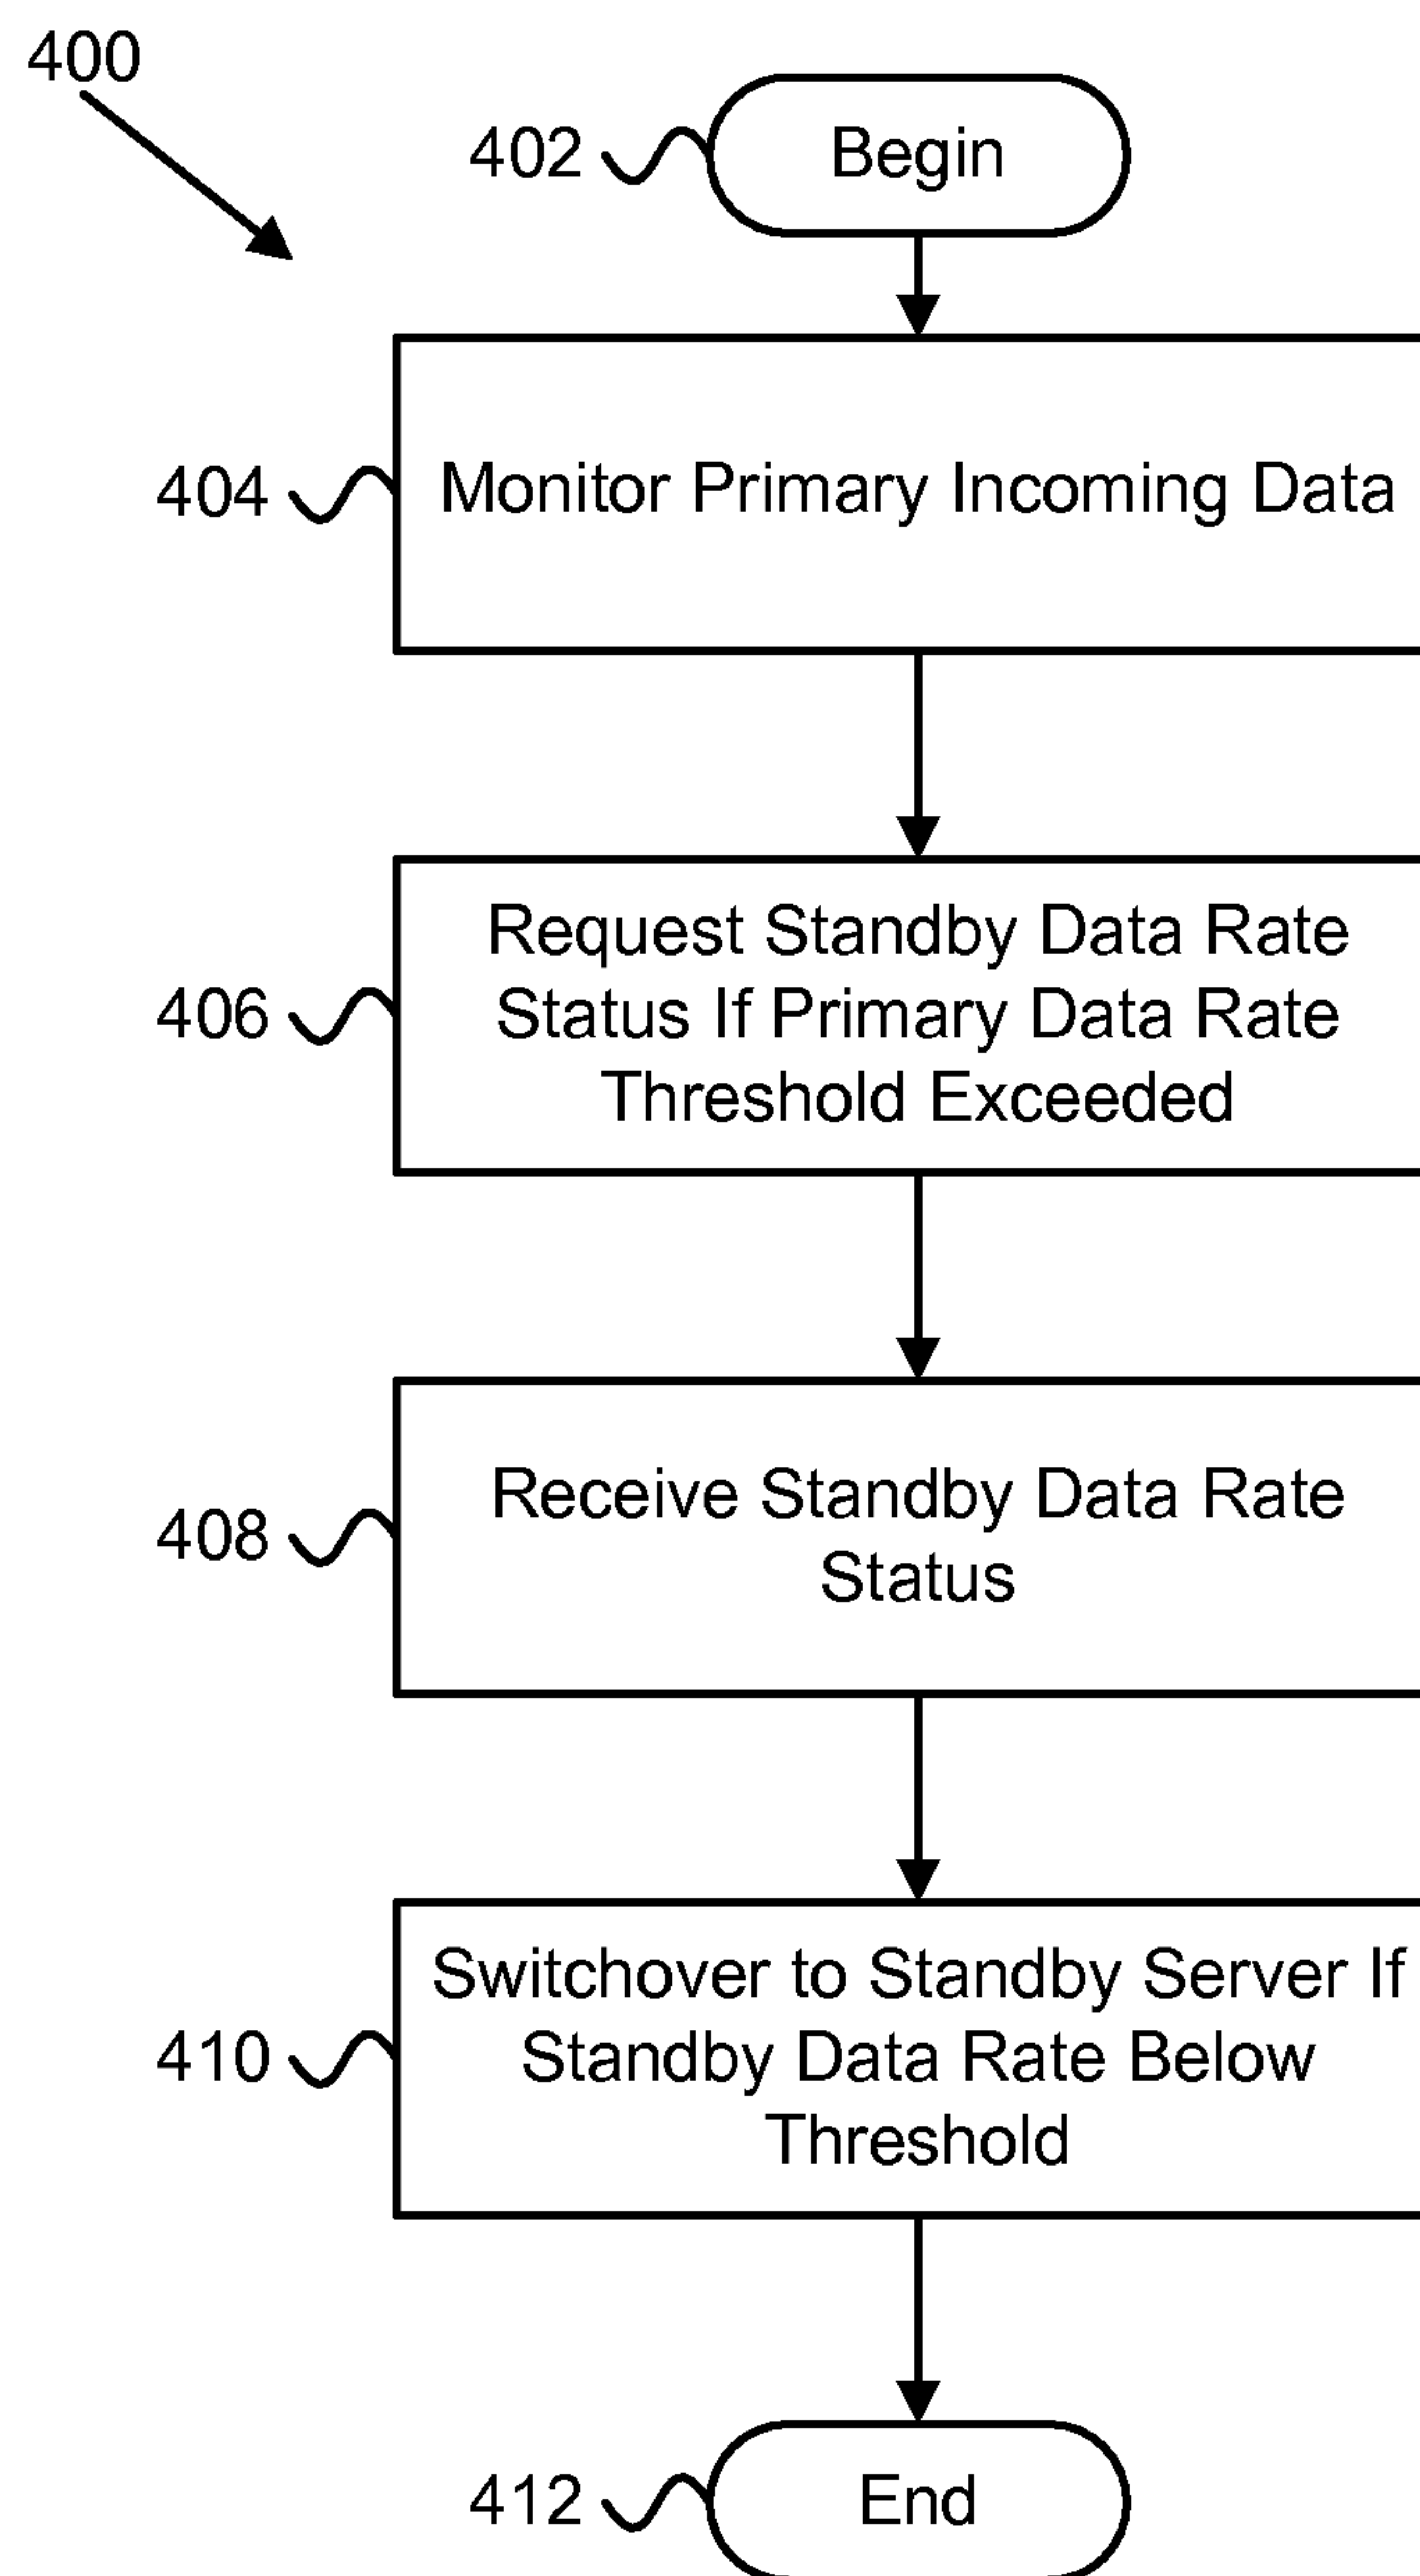 400
402
Begin
404
Monitor Primary Incoming Data
406
Request Standby Data Rate
Status If Primary Data Rate
Threshold Exceeded
408
Receive Standby Data Rate
Status
410
Switchover to Standby Server If
Standby Data Rate Below
Threshold
412
End